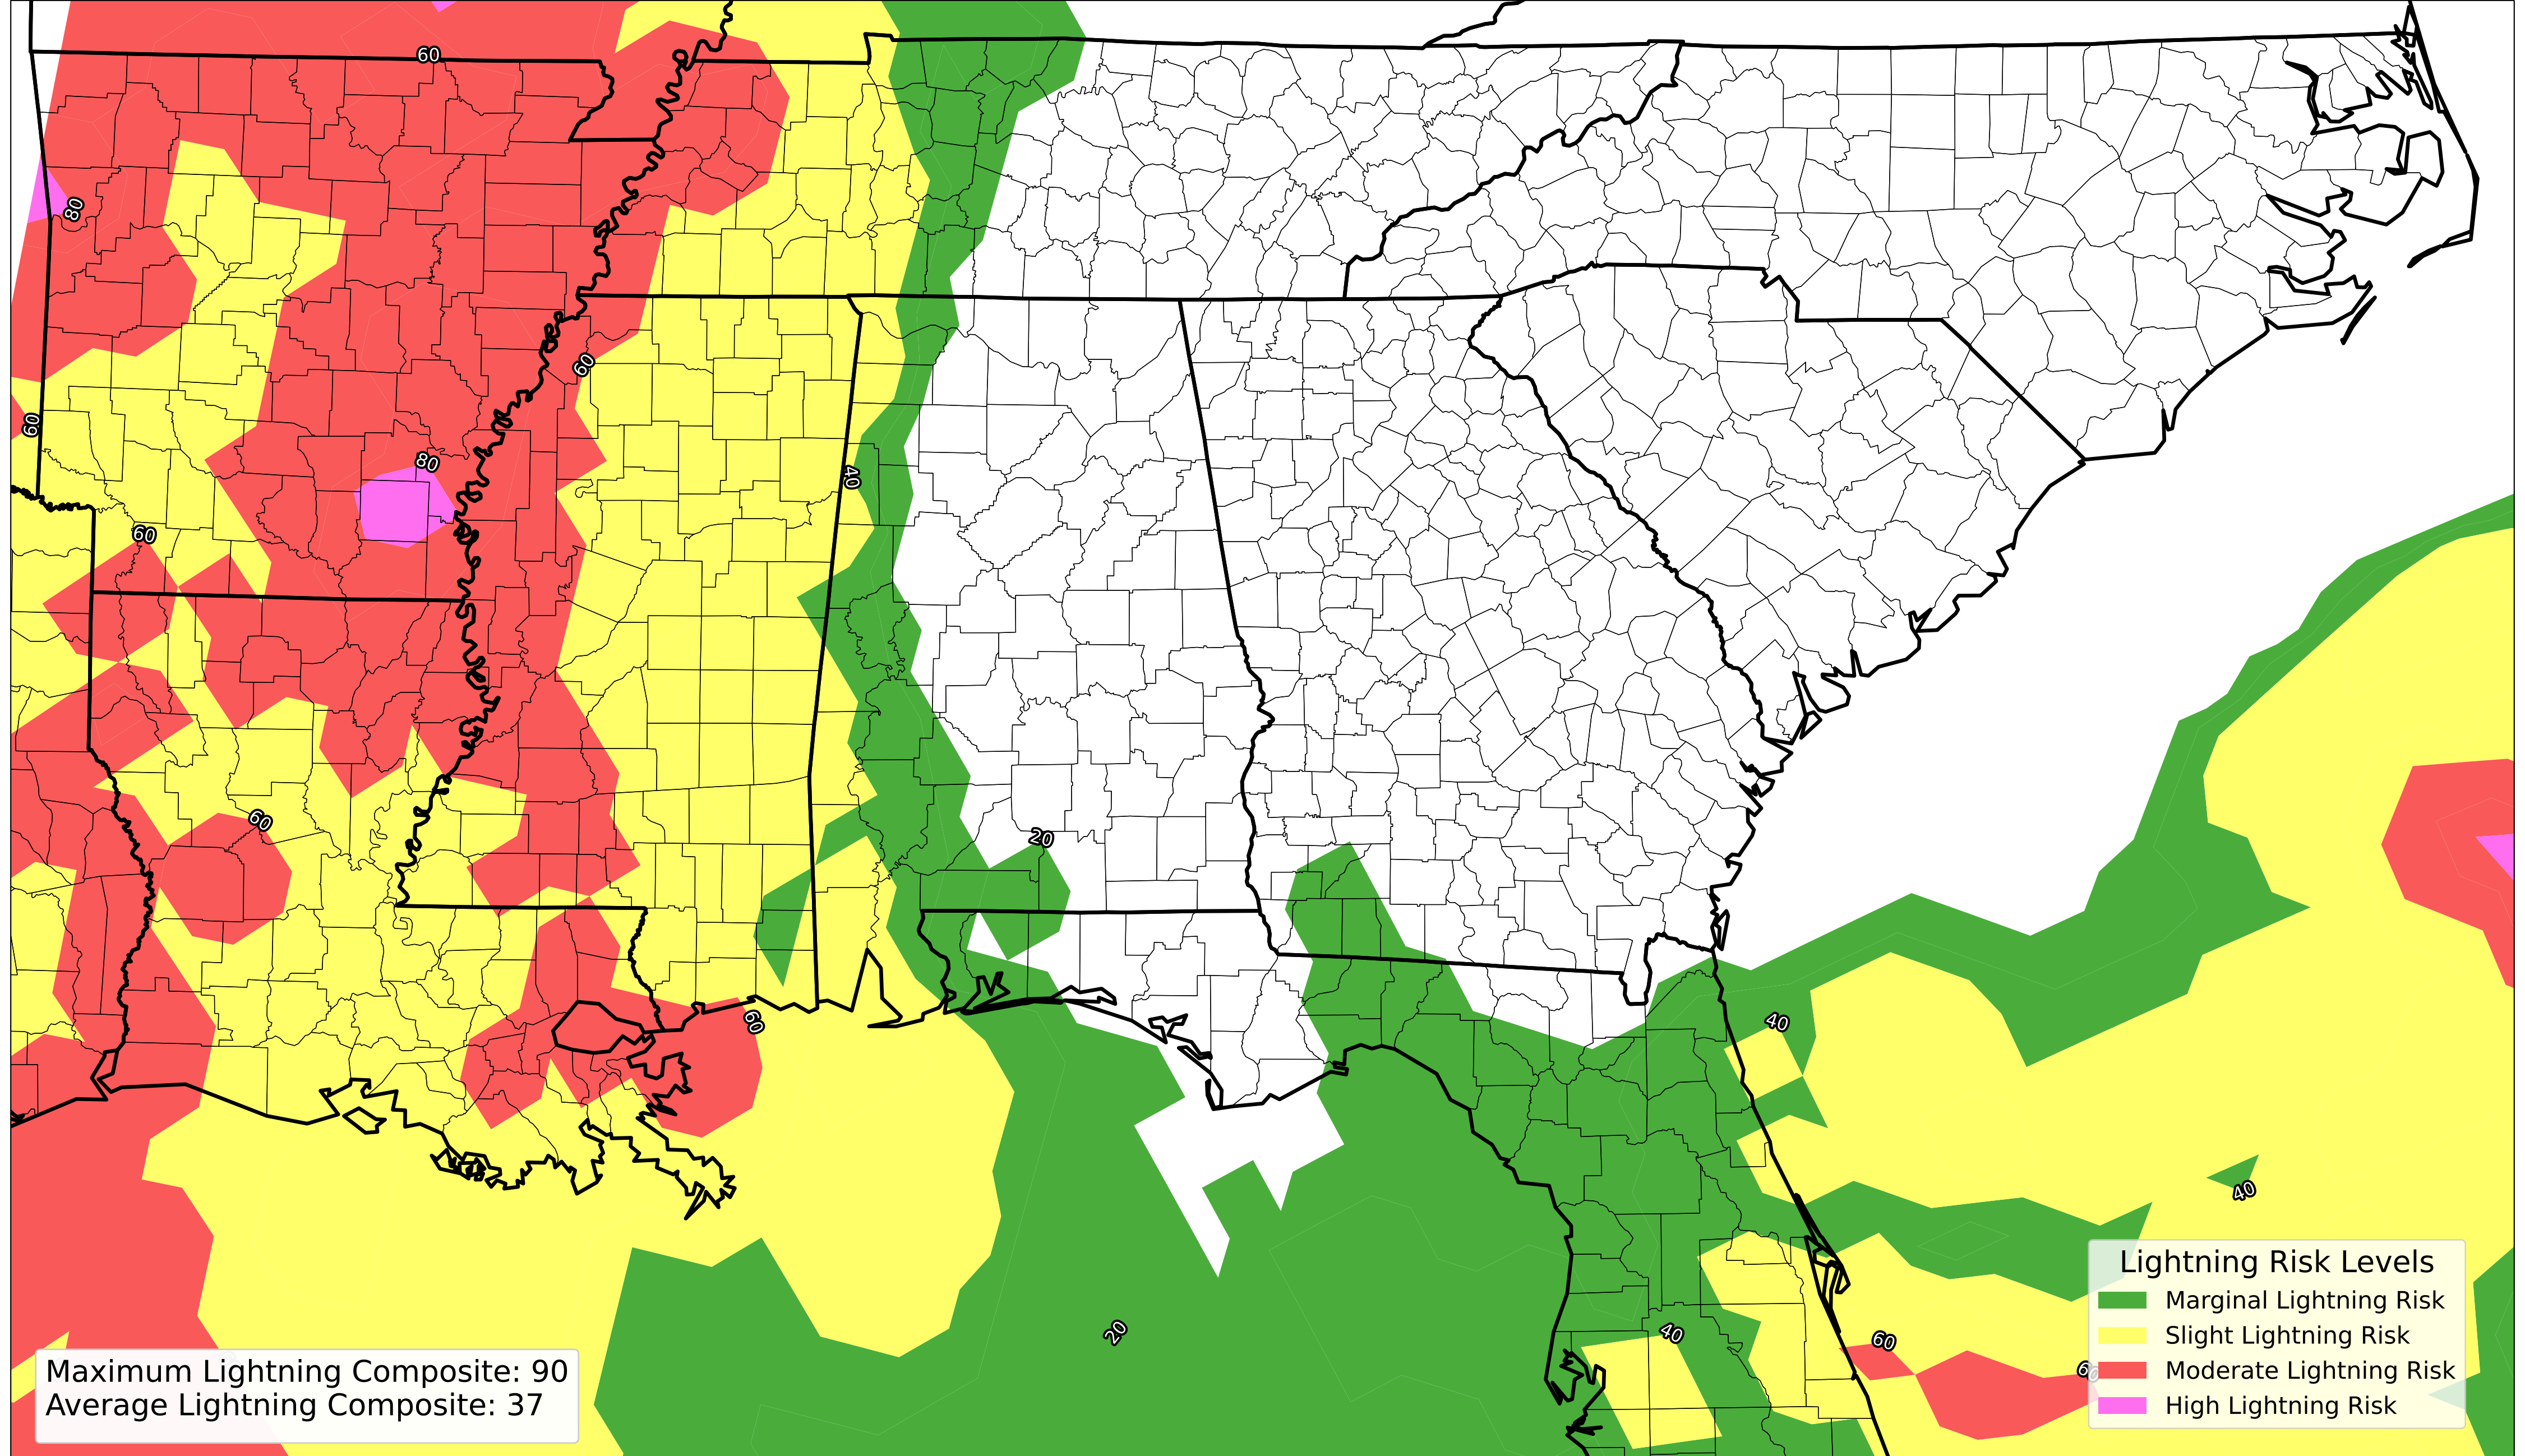 60
80
60
60
80
40
60
60
20
60
40
40
20
40
60
60
Lightning Risk Levels
Marginal Lightning Risk
Slight Lightning Risk
Moderate Lightning Risk
High Lightning Risk
Maximum Lightning Composite: 90
Average Lightning Composite: 37